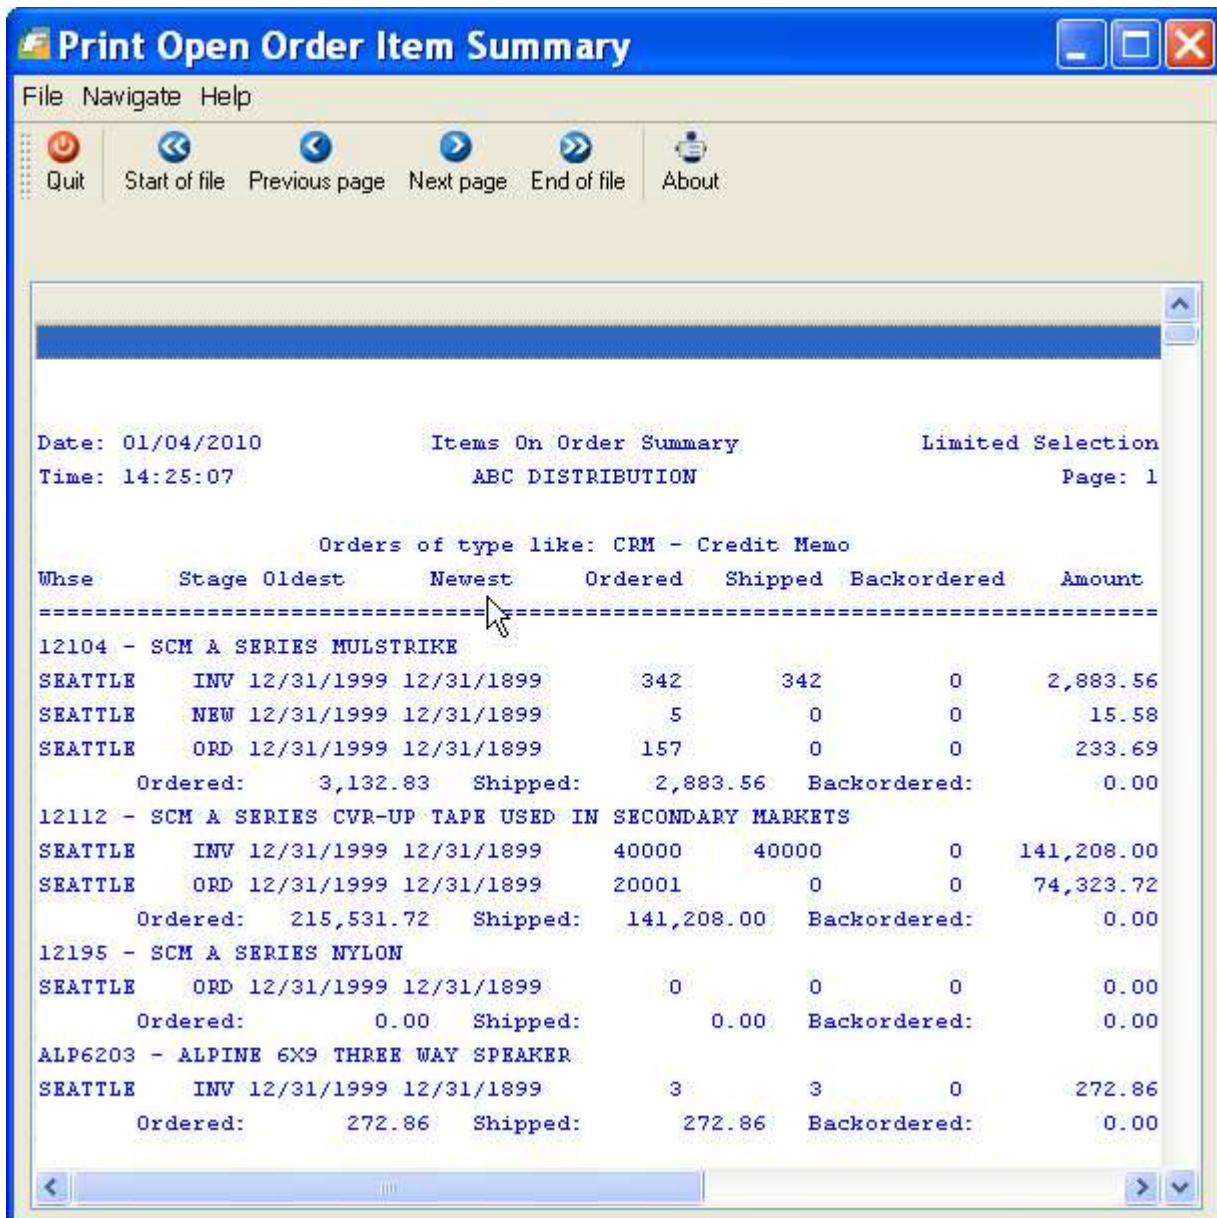 Print Open Order Item Summary
File Navigate Help
Quit Start of file Previous page Next page End of file About
Date: 01/04/2010 Items On Order Summary Limited Selection
Time: 14:25:07 ABC DISTRIBUTION Page: 1
Orders of type like: CRM - Credit Memo
Whse Stage Oldest Newest Ordered Shipped Backordered Amount
================================================================================
12104 - SCM A SERIES MULSTRIKE
SEATTLE INV 12/31/1999 12/31/1899 342 342 0 2,883.56
SEATTLE NEW 12/31/1999 12/31/1899 5 0 0 15.58
SEATTLE ORD 12/31/1999 12/31/1899 157 0 0 233.69
Ordered: 3,132.83 Shipped: 2,883.56 Backordered: 0.00
12112 - SCM A SERIES CVR-UP TAPE USED IN SECONDARY MARKETS
SEATTLE INV 12/31/1999 12/31/1899 40000 40000 0 141,208.00
SEATTLE ORD 12/31/1999 12/31/1899 20001 0 0 74,323.72
Ordered: 215,531.72 Shipped: 141,208.00 Backordered: 0.00
12195 - SCM A SERIES NYLON
SEATTLE ORD 12/31/1999 12/31/1899 0 0 0 0.00
Ordered: 0.00 Shipped: 0.00 Backordered: 0.00
ALP6203 - ALPINE 6X9 THREE WAY SPEAKER
SEATTLE INV 12/31/1999 12/31/1899 3 3 0 272.86
Ordered: 272.86 Shipped: 272.86 Backordered: 0.00